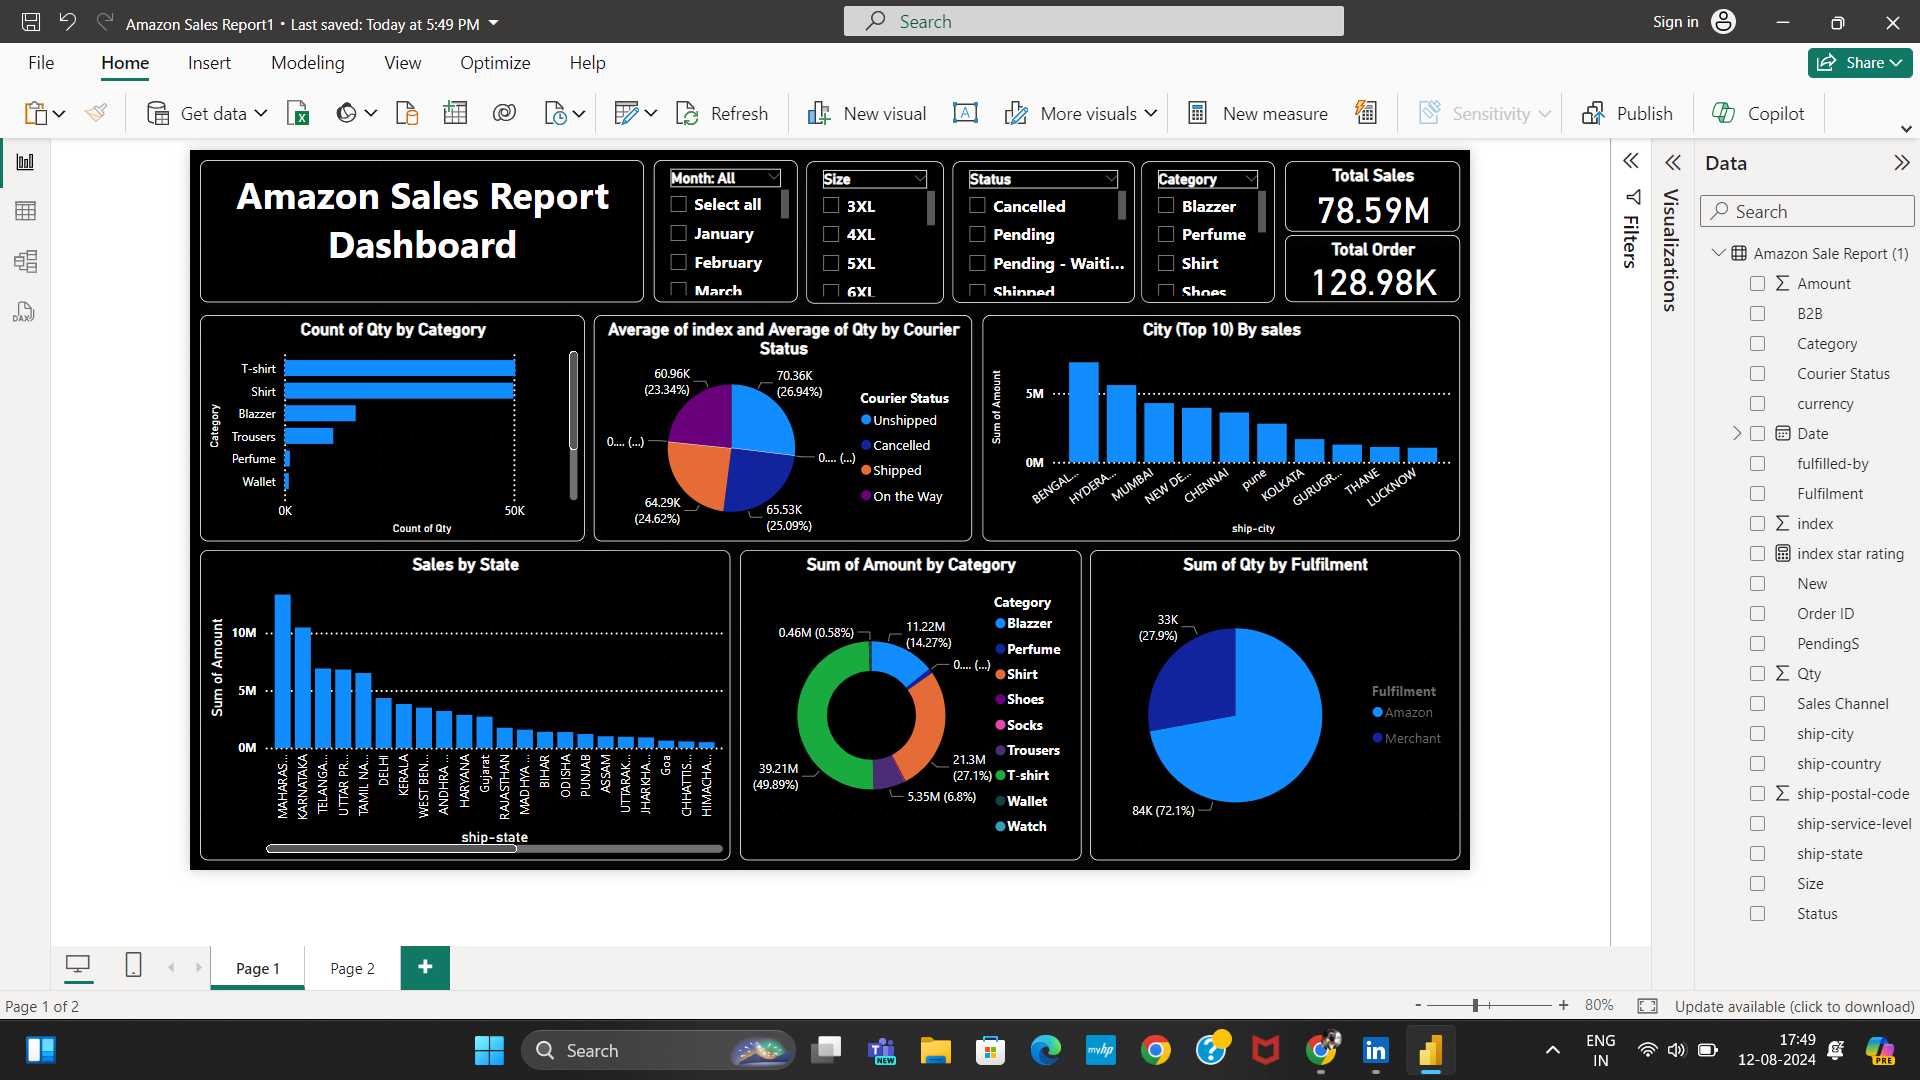 Amazon Sales Report1 • Last saved: Today at 5:49 PM
Search
Sign in
File
Home
Insert
Modeling
View
Optimize
Help
Share
Get data
Refresh
New visual
More visuals
New measure
Sensitivity
Publish
Copilot
Amazon Sales Report
Dashboard
Month: All
Select all
January
February
March
Size
3XL
4XL
5XL
6XL
Status
Cancelled
Pending
Pending - Waiti...
Shipped
Category
Blazzer
Perfume
Shirt
Shoes
Total Sales
78.59M
Total Order
128.98K
Count of Qty by Category
Category
T-shirt
Shirt
Blazzer
Trousers
Perfume
Wallet
0K
50K
Count of Qty
Average of index and Average of Qty by Courier
Status
60.96K
(23.34%)
70.36K
(26.94%)
0.... (...)
0.... (...)
64.29K
(24.62%)
65.53K
(25.09%)
Courier Status
Unshipped
Cancelled
Shipped
On the Way
City (Top 10) By sales
Sum of Amount
5M
0M
BENGAL...
HYDERA...
MUMBAI
NEW DE...
CHENNAI
pune
KOLKATA
GURUGR...
THANE
LUCKNOW
ship-city
Sales by State
Sum of Amount
10M
5M
0M
MAHARAS...
KARNATAKA
TELANGA...
UTTAR PR...
TAMIL NA...
DELHI
KERALA
WEST BEN...
ANDHRA ...
HARYANA
Gujarat
RAJASTHAN
MADHYA ...
BIHAR
ODISHA
PUNJAB
ASSAM
UTTARAK...
JHARKHA...
Goa
CHHATTIS...
HIMACHA...
ship-state
Sum of Amount by Category
0.46M (0.58%)
11.22M
(14.27%)
0.... (...)
21.3M
(27.1%)
5.35M (6.8%)
39.21M
(49.89%)
Category
Blazzer
Perfume
Shirt
Shoes
Socks
Trousers
T-shirt
Wallet
Watch
Sum of Qty by Fulfilment
33K
(27.9%)
84K (72.1%)
Fulfilment
Amazon
Merchant
Filters
Visualizations
Data
Search
Amazon Sale Report (1)
Amount
B2B
Category
Courier Status
currency
Date
fulfilled-by
Fulfilment
index
index star rating
New
Order ID
PendingS
Qty
Sales Channel
ship-city
ship-country
ship-postal-code
ship-service-level
ship-state
Size
Status
DAX
Page 1
Page 2
+
Page 1 of 2
- + 80%
Update available (click to download)
Search
NEW
myhp
in
ENG
IN
17:49
12-08-2024
PRE